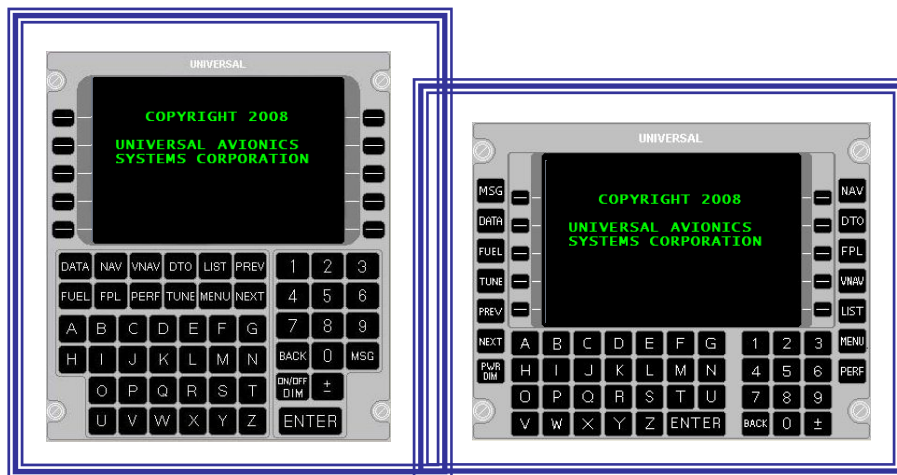 UNIVERSAL
COPYRIGHT 2008
UNIVERSAL AVIONICS
SYSTEMS CORPORATION
DATA NAV VNAV DTO LIST PREV
FUEL FPL PERF TUNE MENU NEXT
A B C D E F G
H I J K L M N
O P Q R S T
U V W X Y Z
1 2 3
4 5 6
7 8 9
BACK 0 MSG
ON/OFF
DIM ±
ENTER
UNIVERSAL
COPYRIGHT 2008
UNIVERSAL AVIONICS
SYSTEMS CORPORATION
MSG
DATA
FUEL
TUNE
PREV
NEXT
PWR
DIM
NAV
DTO
FPL
VNAV
LIST
MENU
PERF
A B C D E F G
H I J K L M N
O P Q R S T U
V W X Y Z ENTER
1 2 3
4 5 6
7 8 9
BACK 0 ±